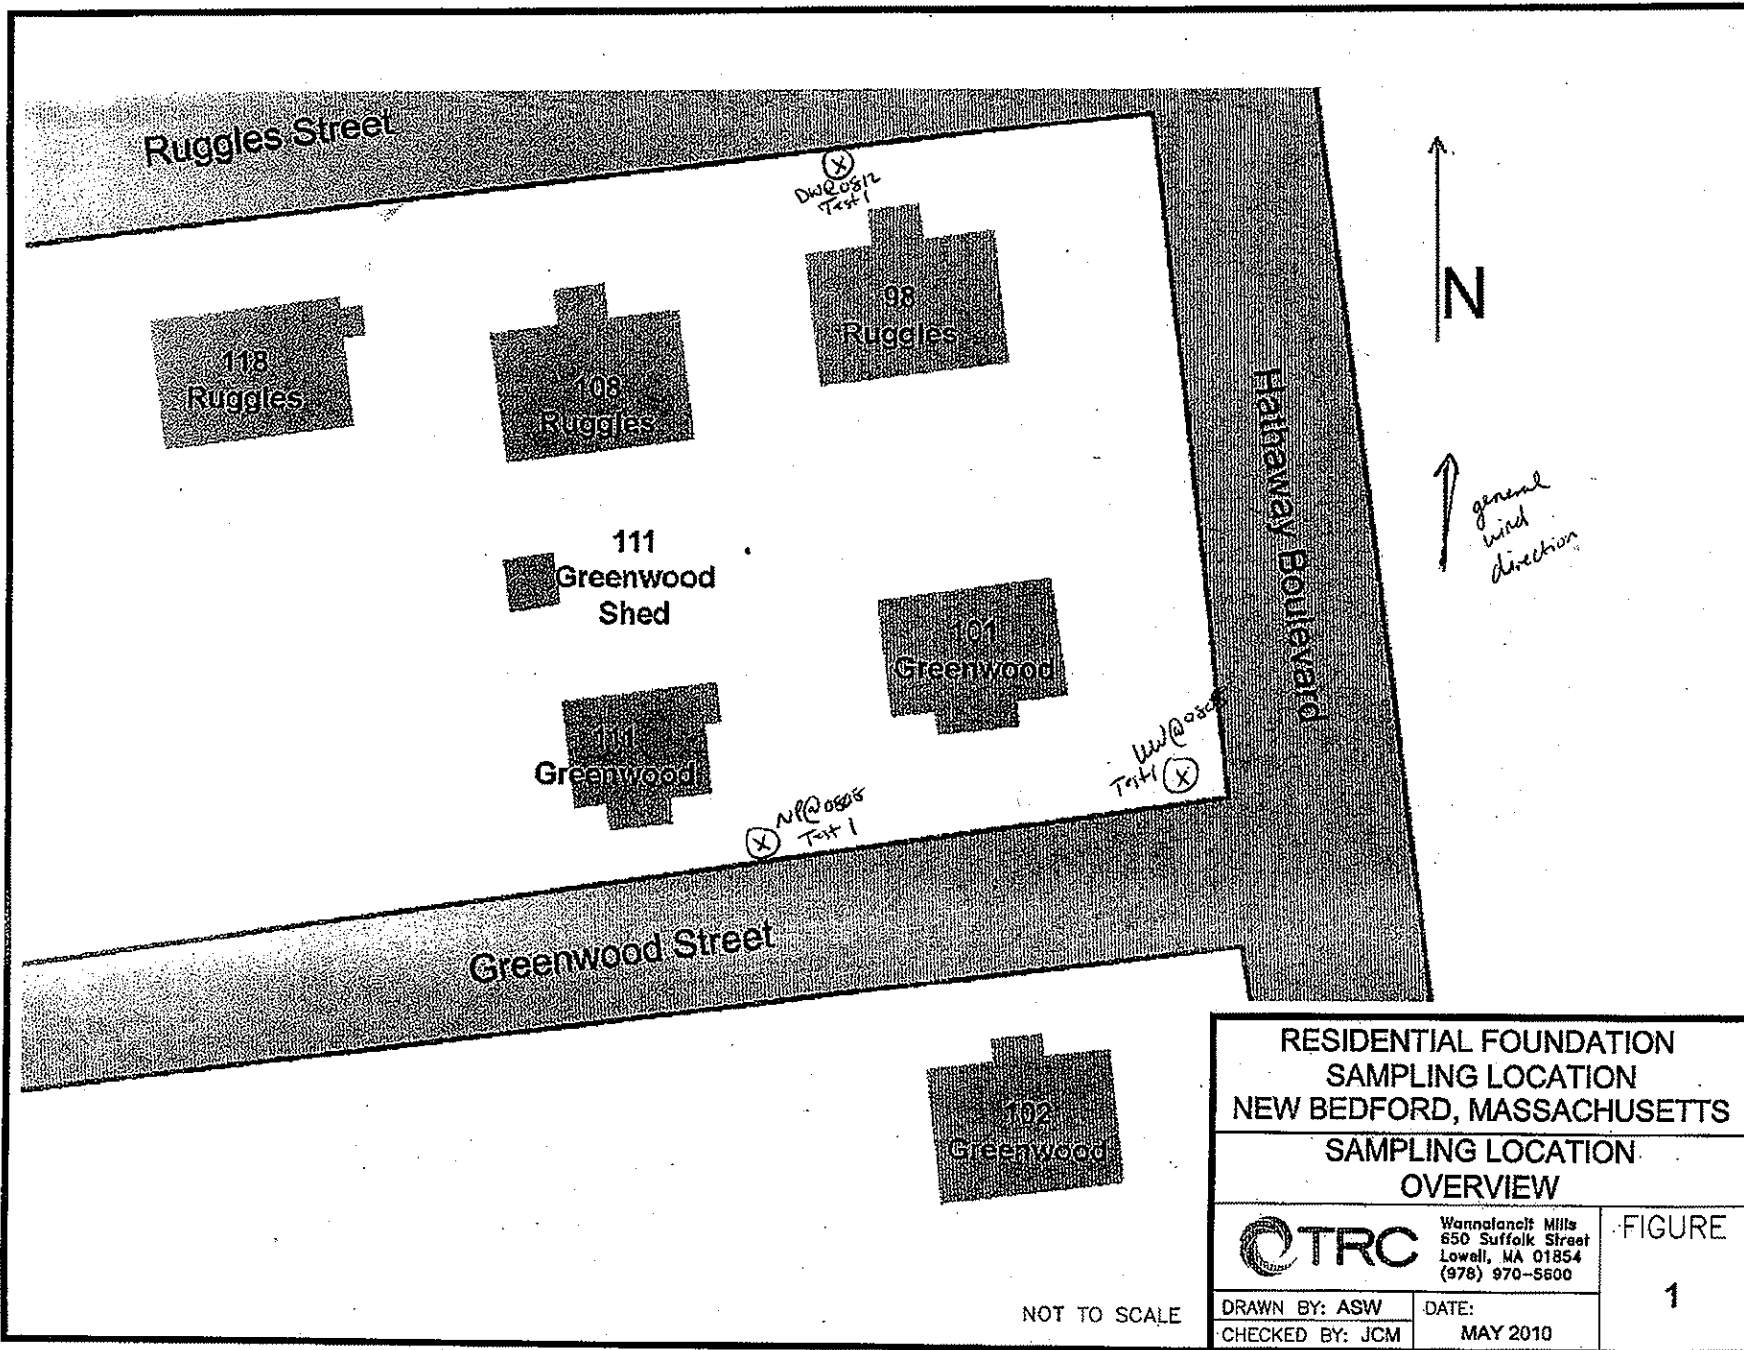 Ruggles Street
DW@0812
Test 1
98
Ruggles
N
118
Ruggles
108
Ruggles
Hathaway Boulevard
general
wind
direction
111
Greenwood
Shed
101
Greenwood
111
Greenwood
UW@
Test 1
NP@0805
Test 1
Greenwood Street
102
Greenwood
RESIDENTIAL FOUNDATION
SAMPLING LOCATION
NEW BEDFORD, MASSACHUSETTS
SAMPLING LOCATION
OVERVIEW
TRC
Wannalancit Mills
650 Suffolk Street
Lowell, MA 01854
(978) 970-5600
FIGURE
1
NOT TO SCALE
DRAWN BY: ASW
DATE:
CHECKED BY: JCM
MAY 2010